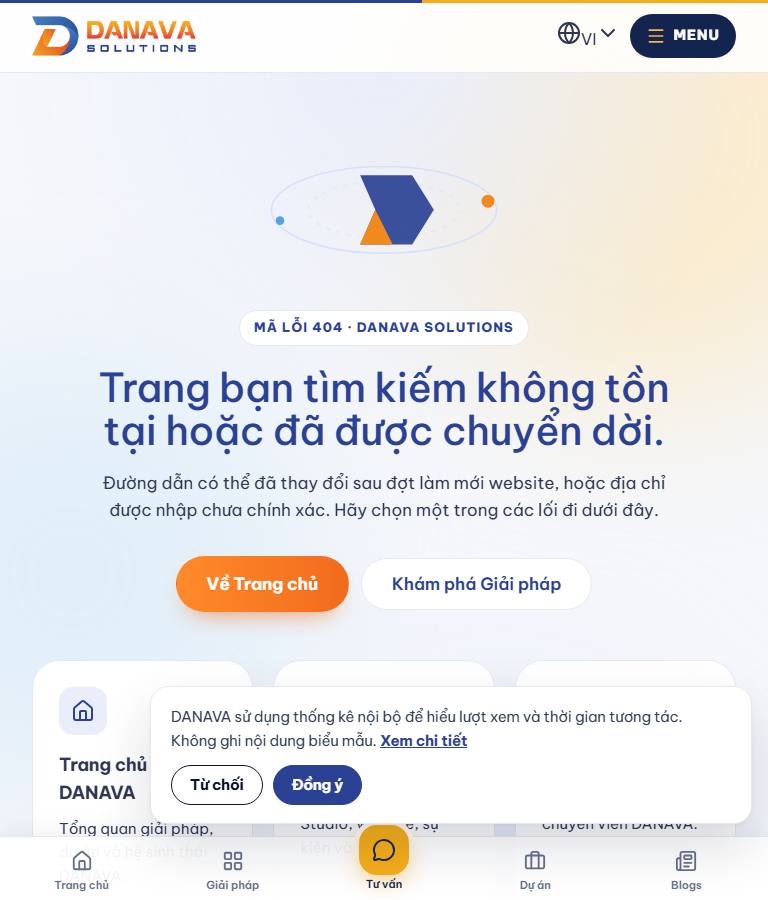 DANAVA
SOLUTIONS
VI
MENU
MÃ LỖI 404 · DANAVA SOLUTIONS
Trang bạn tìm kiếm không tồn
tại hoặc đã được chuyển dời.
Đường dẫn có thể đã thay đổi sau đợt làm mới website, hoặc địa chỉ
được nhập chưa chính xác. Hãy chọn một trong các lối đi dưới đây.
Về Trang chủ
Khám phá Giải pháp
DANAVA sử dụng thống kê nội bộ để hiểu lượt xem và thời gian tương tác.
Không ghi nội dung biểu mẫu. Xem chi tiết
Từ chối
Đồng ý
Trang chủ
DANAVA
Tổng quan giải pháp,
và hệ sinh thái
DANAVA
Studio,
sự
kiện
chuyên viên DANAVA.
Trang chủ
Giải pháp
Tư vấn
Dự án
Blogs